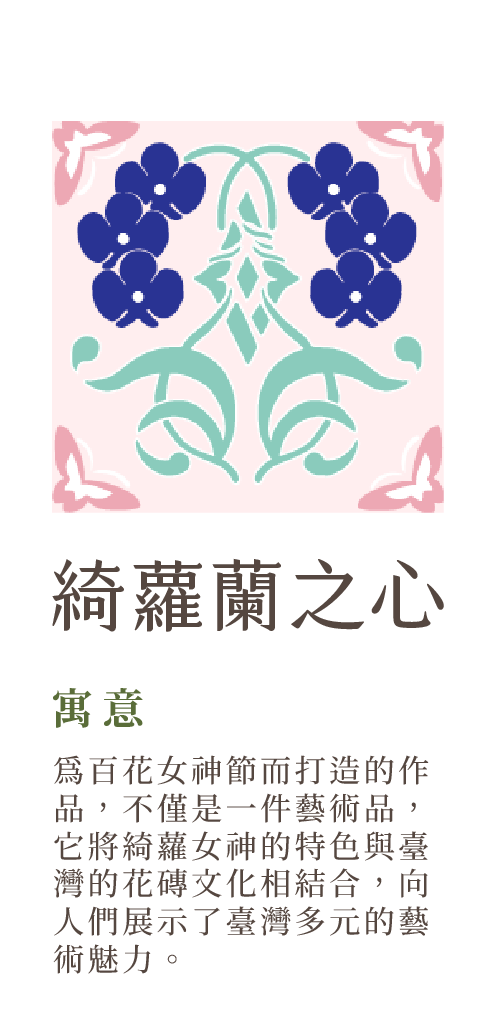 綺蘿蘭之心
寓意
爲百花女神節而打造的作
品，不僅是一件藝術品，
它將綺蘿女神的特色與臺
灣的花磚文化相結合，向
人們展示了臺灣多元的藝
術魅力。